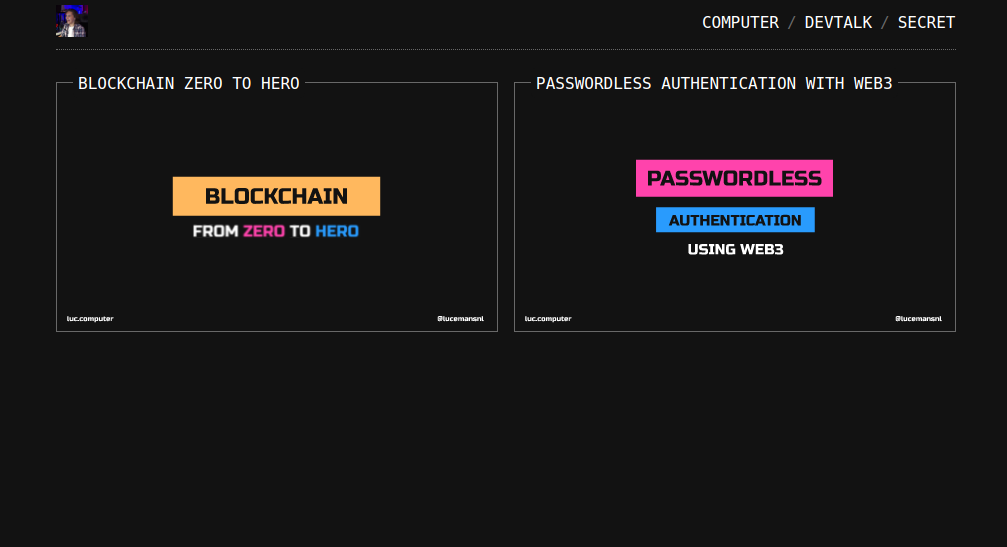 COMPUTER / DEVTALK / SECRET
BLOCKCHAIN ZERO TO HERO
BLOCKCHAIN
FROM ZERO TO HERO
luc.computer
@lucemansnl
PASSWORDLESS AUTHENTICATION WITH WEB3
PASSWORDLESS
AUTHENTICATION
USING WEB3
luc.computer
@lucemansnl